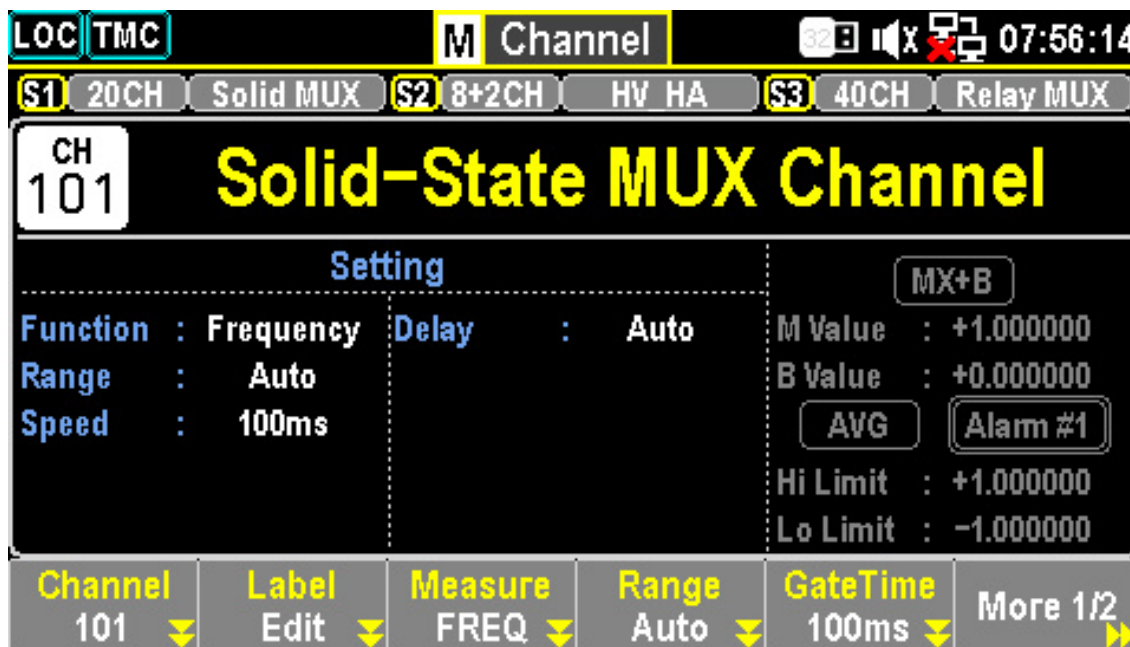 LOC TMC M Channel 32 07:56:14
S1 20CH Solid MUX S2 8+2CH HV HA S3 40CH Relay MUX
CH
101
Solid-State MUX Channel
Setting
Function : Frequency
Range : Auto
Speed : 100ms
Delay : Auto
MX+B
M Value : +1.000000
B Value : +0.000000
AVG Alarm #1
Hi Limit : +1.000000
Lo Limit : -1.000000
Channel
101
Label
Edit
Measure
FREQ
Range
Auto
GateTime
100ms
More 1/2